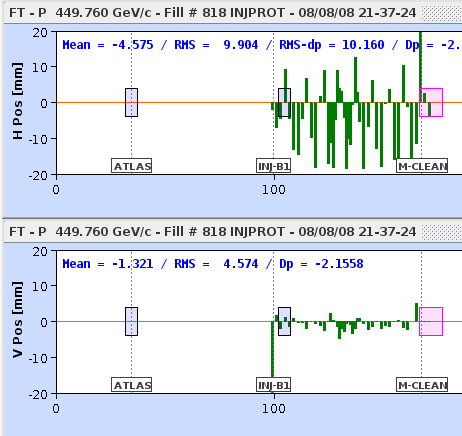 FT - P 449.760 GeV/c - Fill # 818 INJPROT - 08/08/08 21-37-24
20
Mean = -4.575 / RMS = 9.904 / RMS-dp = 10.160 / Dp = -2.
10
0
-10
-20
H Pos [mm]
ATLAS
INJ-B1
M-CLEAN
0
100
FT - P 449.760 GeV/c - Fill # 818 INJPROT - 08/08/08 21-37-24
20
Mean = -1.321 / RMS = 4.574 / Dp = -2.1558
10
0
-10
-20
V Pos [mm]
ATLAS
INJ-B1
M-CLEAN
0
100